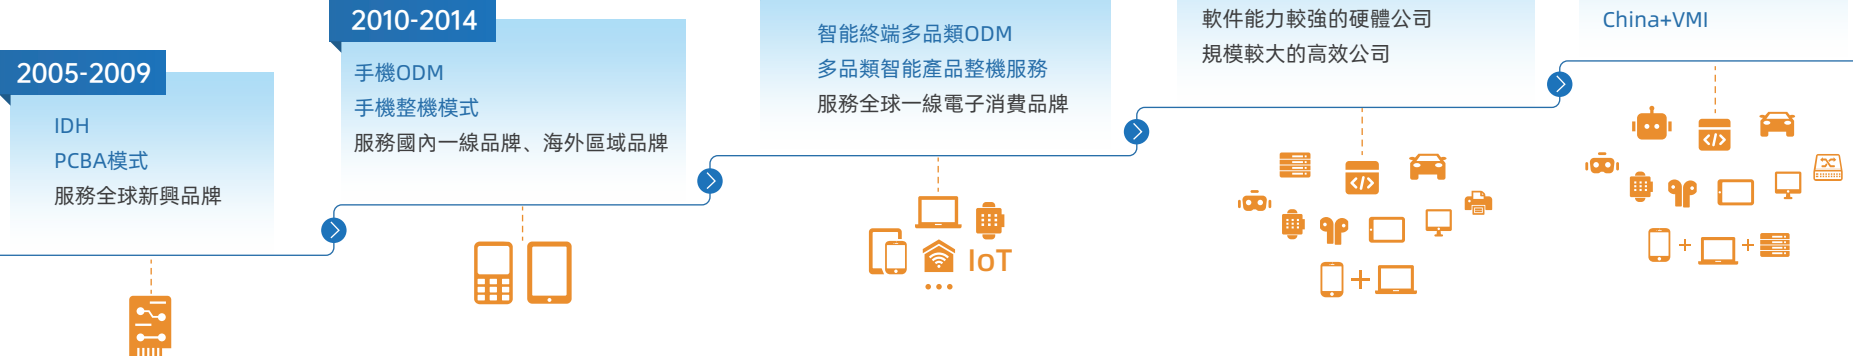 2005-2009
IDH
PCBA模式
服務全球新興品牌
2010-2014
手機ODM
手機整機模式
服務國內一線品牌、海外區域品牌
智能終端多品類ODM
多品類智能產品整機服務
服務全球一線電子消費品牌
IoT
軟件能力較強的硬體公司
規模較大的高效公司
China+VMI